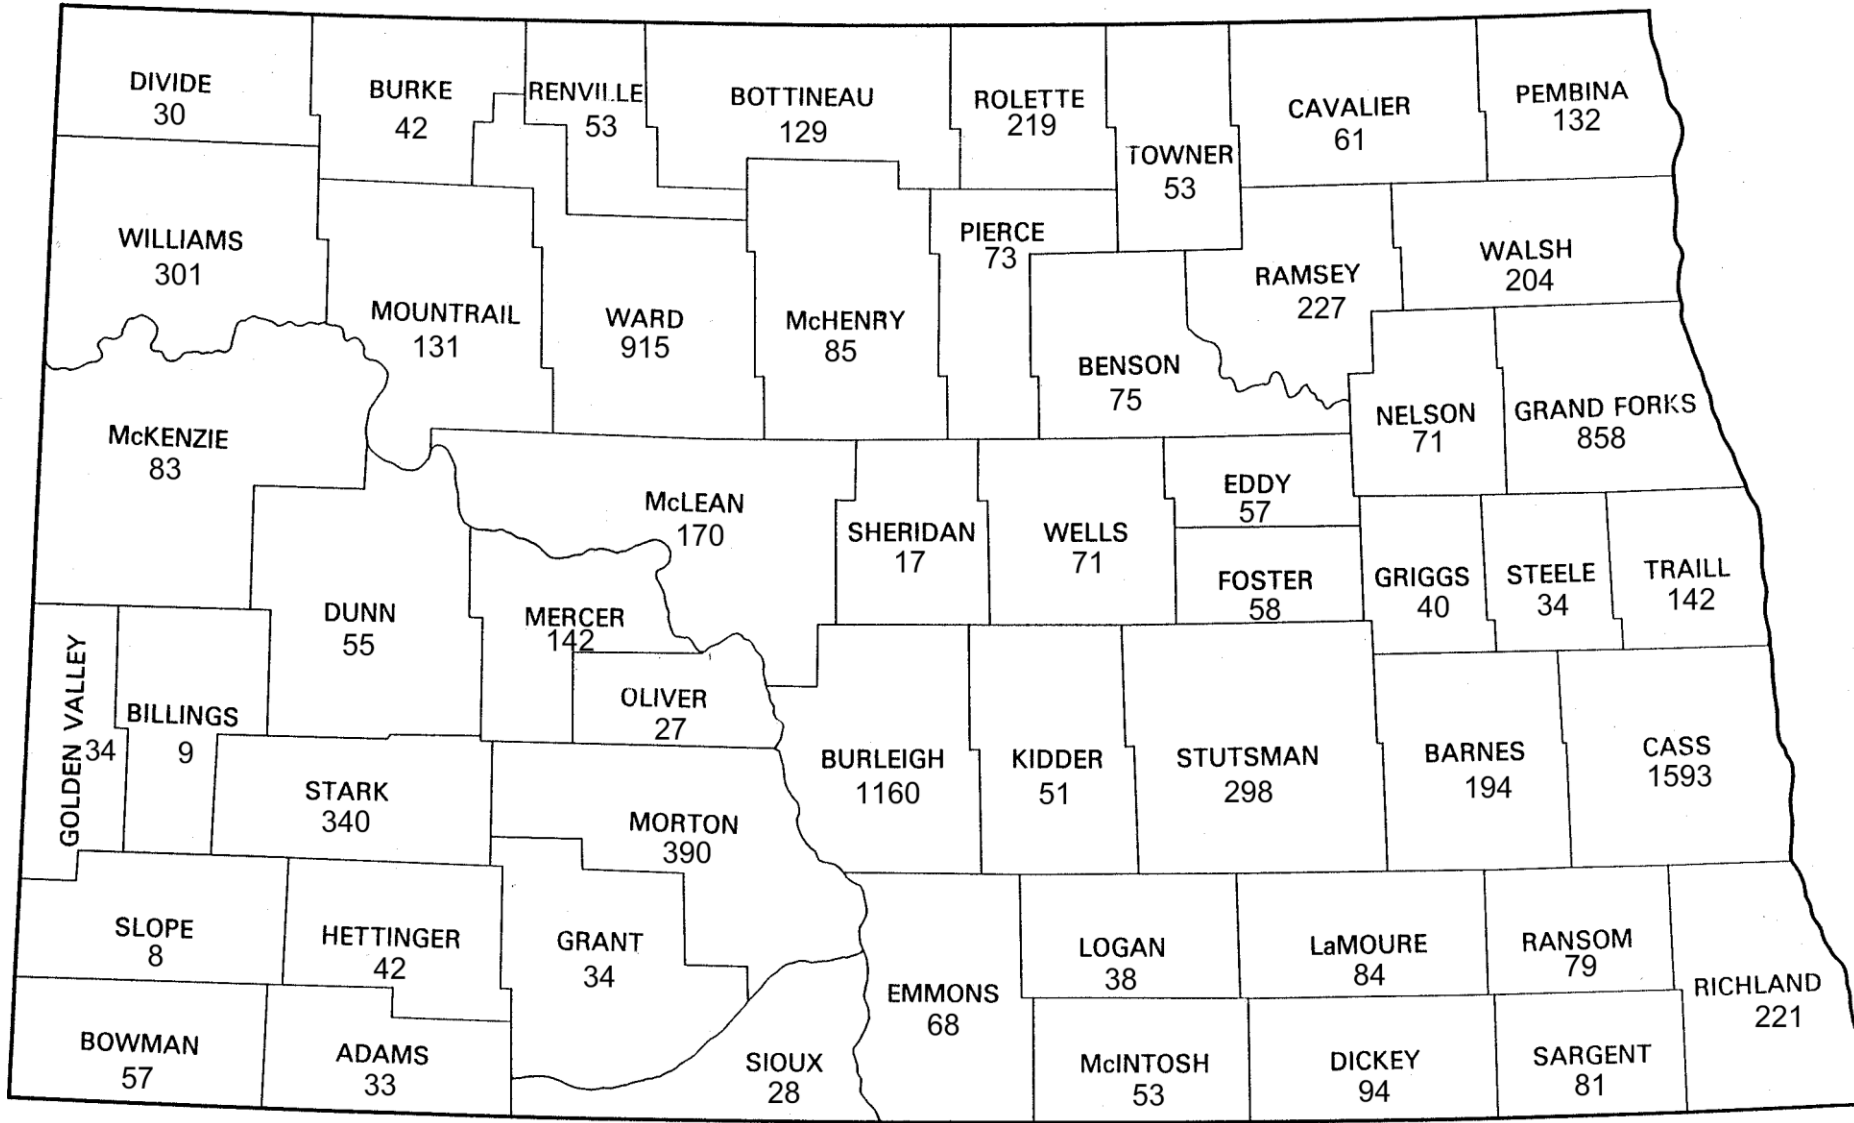 DIVIDE
30
BURKE
42
RENVILLE
53
BOTTINEAU
129
ROLETTE
219
TOWNER
53
CAVALIER
61
PEMBINA
132
WILLIAMS
301
MOUNTRAIL
131
WARD
915
McHENRY
85
PIERCE
73
BENSON
75
RAMSEY
227
WALSH
204
McKENZIE
83
NELSON
71
GRAND FORKS
858
McLEAN
170
SHERIDAN
17
WELLS
71
EDDY
57
FOSTER
58
GRIGGS
40
STEELE
34
TRAILL
142
DUNN
55
MERCER
142
OLIVER
27
GOLDEN VALLEY
34
BILLINGS
9
STARK
340
MORTON
390
BURLEIGH
1160
KIDDER
51
STUTSMAN
298
BARNES
194
CASS
1593
SLOPE
8
HETTINGER
42
GRANT
34
EMMONS
68
LOGAN
38
LaMOURE
84
RANSOM
79
RICHLAND
221
BOWMAN
57
ADAMS
33
SIOUX
28
McINTOSH
53
DICKEY
94
SARGENT
81